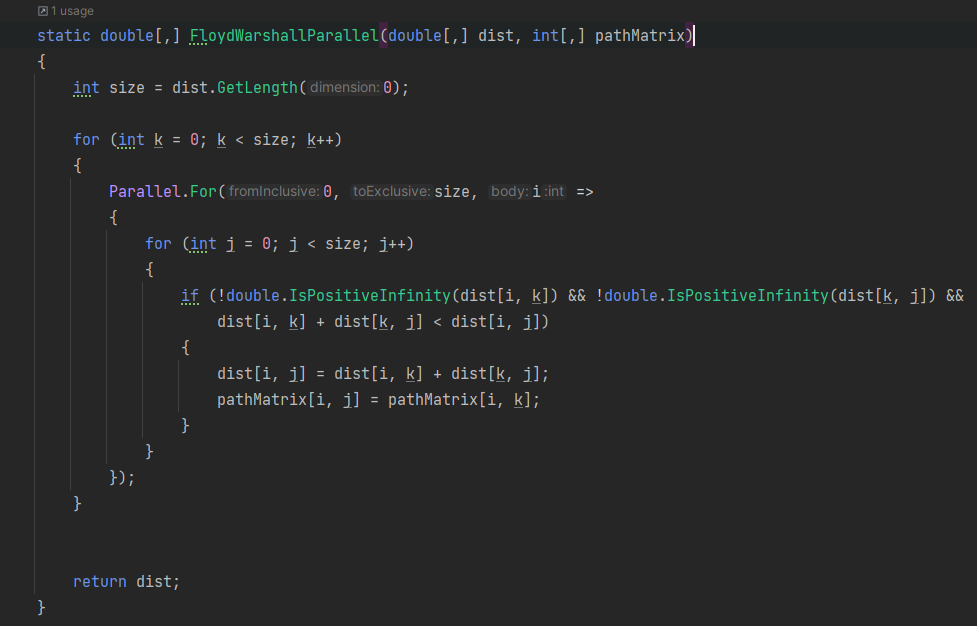 1 usage
static double[,] FloydWarshallParallel(double[,] dist, int[,] pathMatrix)
{
int size = dist.GetLength( dimension: 0);
for (int k = 0; k < size; k++)
{
Parallel.For( fromInclusive: 0, toExclusive: size, body: i :int =>
{
for (int j = 0; j < size; j++)
{
if (!double.IsPositiveInfinity(dist[i, k]) && !double.IsPositiveInfinity(dist[k, j]) &&
dist[i, k] + dist[k, j] < dist[i, j])
{
dist[i, j] = dist[i, k] + dist[k, j];
pathMatrix[i, j] = pathMatrix[i, k];
}
}
});
}
return dist;
}